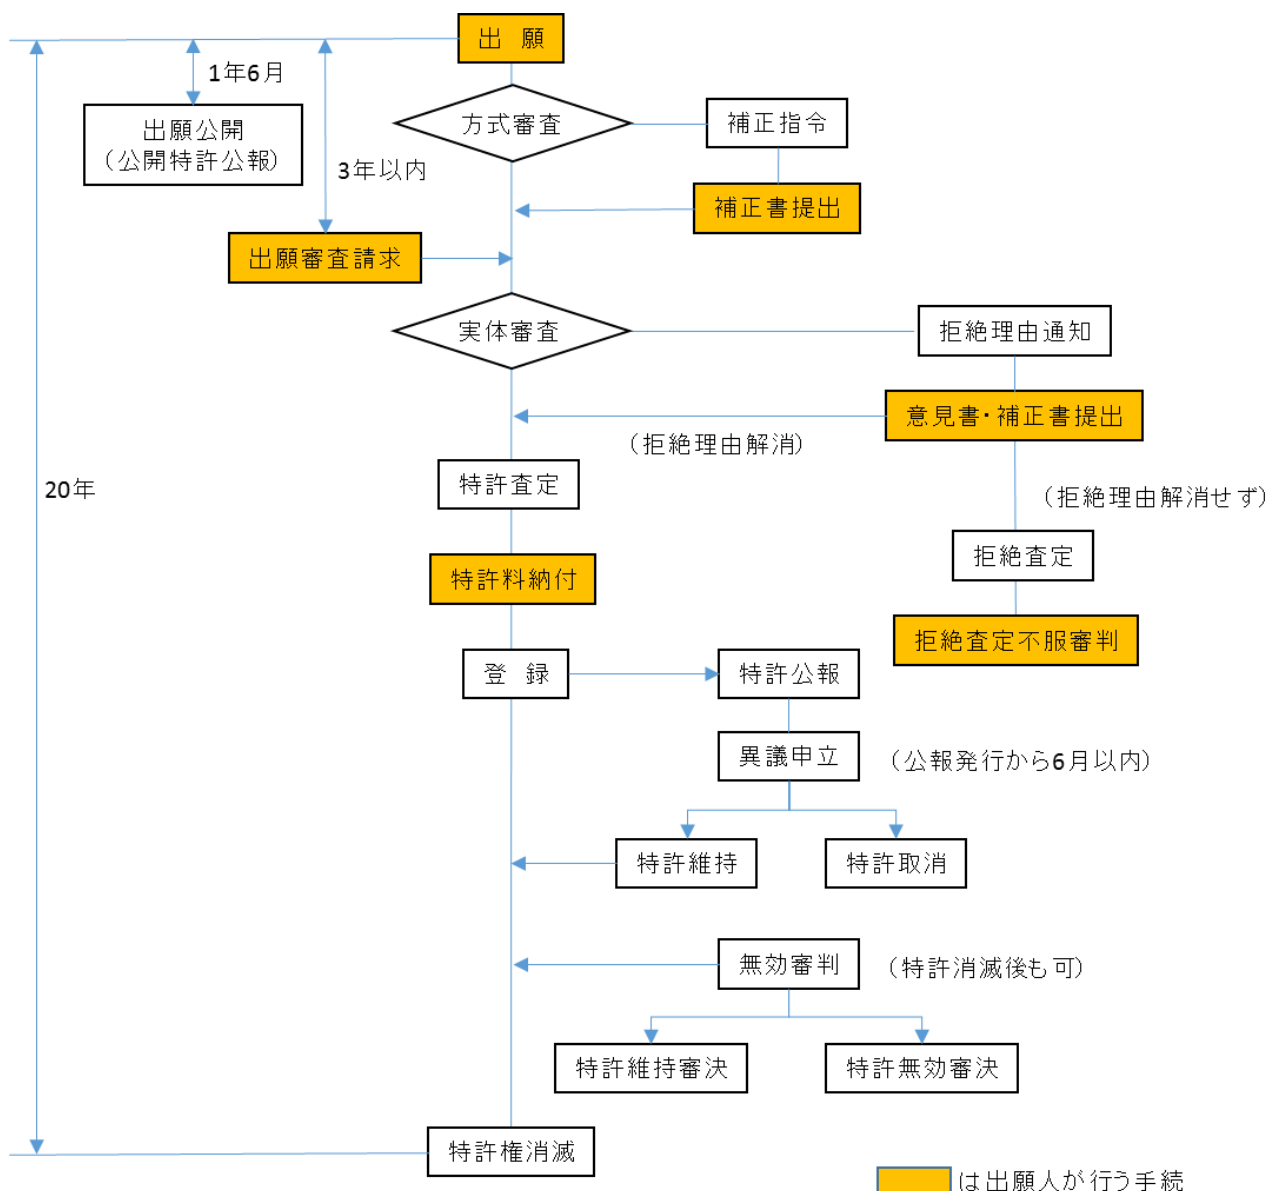 出 願
1年6月
方式審査
補正指令
出願公開
(公開特許公報)
3年以内
補正書提出
出願審査請求
実体審査
拒絶理由通知
意見書・補正書提出
(拒絶理由解消)
特許査定
20年
(拒絶理由解消せず)
拒絶査定
特許料納付
拒絶査定不服審判
登 録
特許公報
異議申立
(公報発行から6月以内)
特許維持
特許取消
無効審判
(特許消滅後も可)
特許維持審決
特許無効審決
特許権消滅
は出願人が行う手続